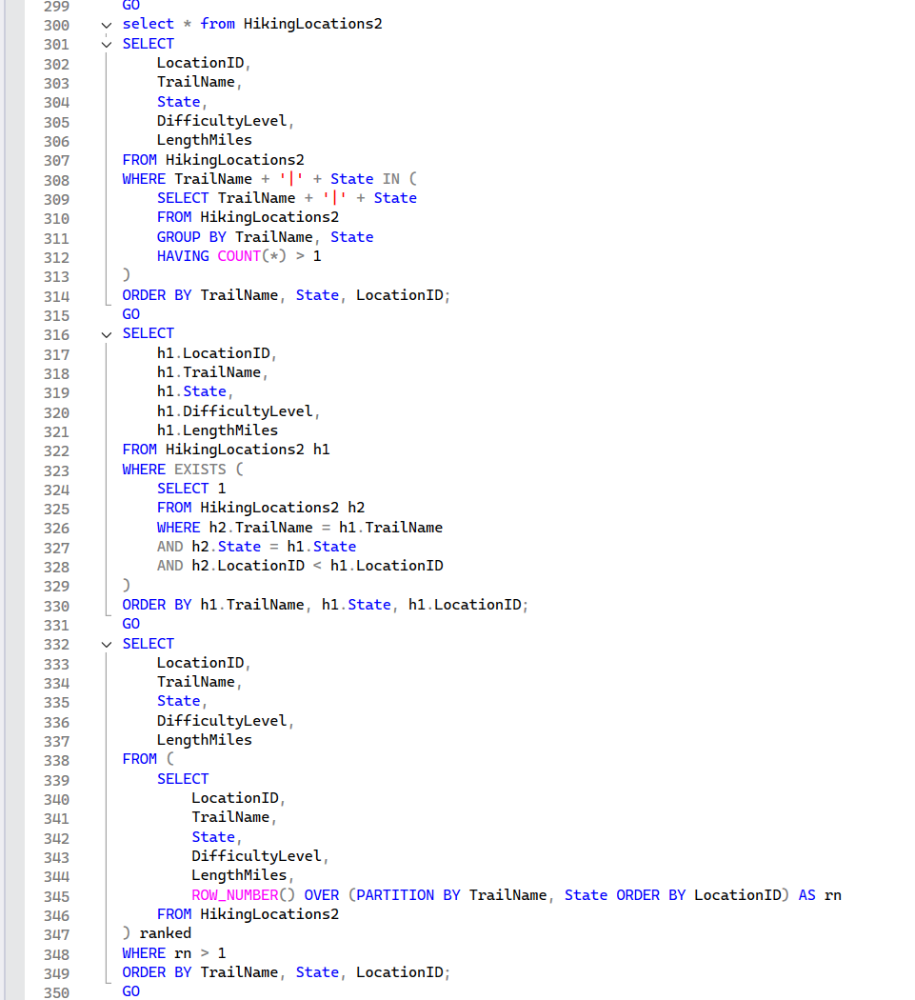 299 GO
300 select * from HikingLocations2
301 SELECT
302     LocationID,
303     TrailName,
304     State,
305     DifficultyLevel,
306     LengthMiles
307 FROM HikingLocations2
308 WHERE TrailName + '|' + State IN (
309     SELECT TrailName + '|' + State
310     FROM HikingLocations2
311     GROUP BY TrailName, State
312     HAVING COUNT(*) > 1
313 )
314 ORDER BY TrailName, State, LocationID;
315 GO
316 SELECT
317     h1.LocationID,
318     h1.TrailName,
319     h1.State,
320     h1.DifficultyLevel,
321     h1.LengthMiles
322 FROM HikingLocations2 h1
323 WHERE EXISTS (
324     SELECT 1
325     FROM HikingLocations2 h2
326     WHERE h2.TrailName = h1.TrailName
327     AND h2.State = h1.State
328     AND h2.LocationID < h1.LocationID
329 )
330 ORDER BY h1.TrailName, h1.State, h1.LocationID;
331 GO
332 SELECT
333     LocationID,
334     TrailName,
335     State,
336     DifficultyLevel,
337     LengthMiles
338 FROM (
339     SELECT
340         LocationID,
341         TrailName,
342         State,
343         DifficultyLevel,
344         LengthMiles,
345         ROW_NUMBER() OVER (PARTITION BY TrailName, State ORDER BY LocationID) AS rn
346     FROM HikingLocations2
347 ) ranked
348 WHERE rn > 1
349 ORDER BY TrailName, State, LocationID;
350 GO